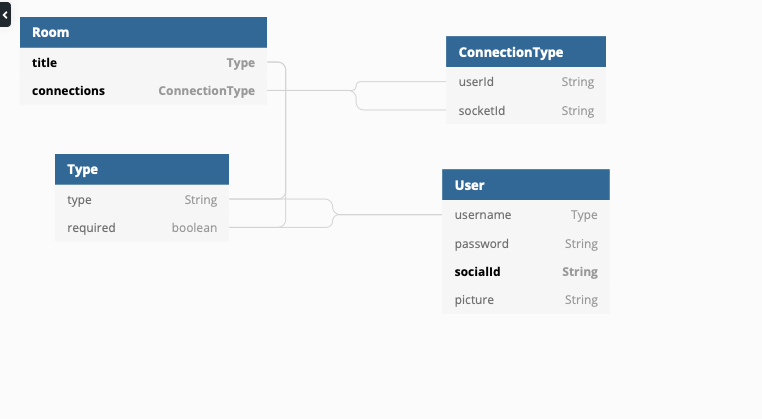 Room
title Type
connections ConnectionType
ConnectionType
userId String
socketId String
Type
type String
required boolean
User
username Type
password String
socialId String
picture String